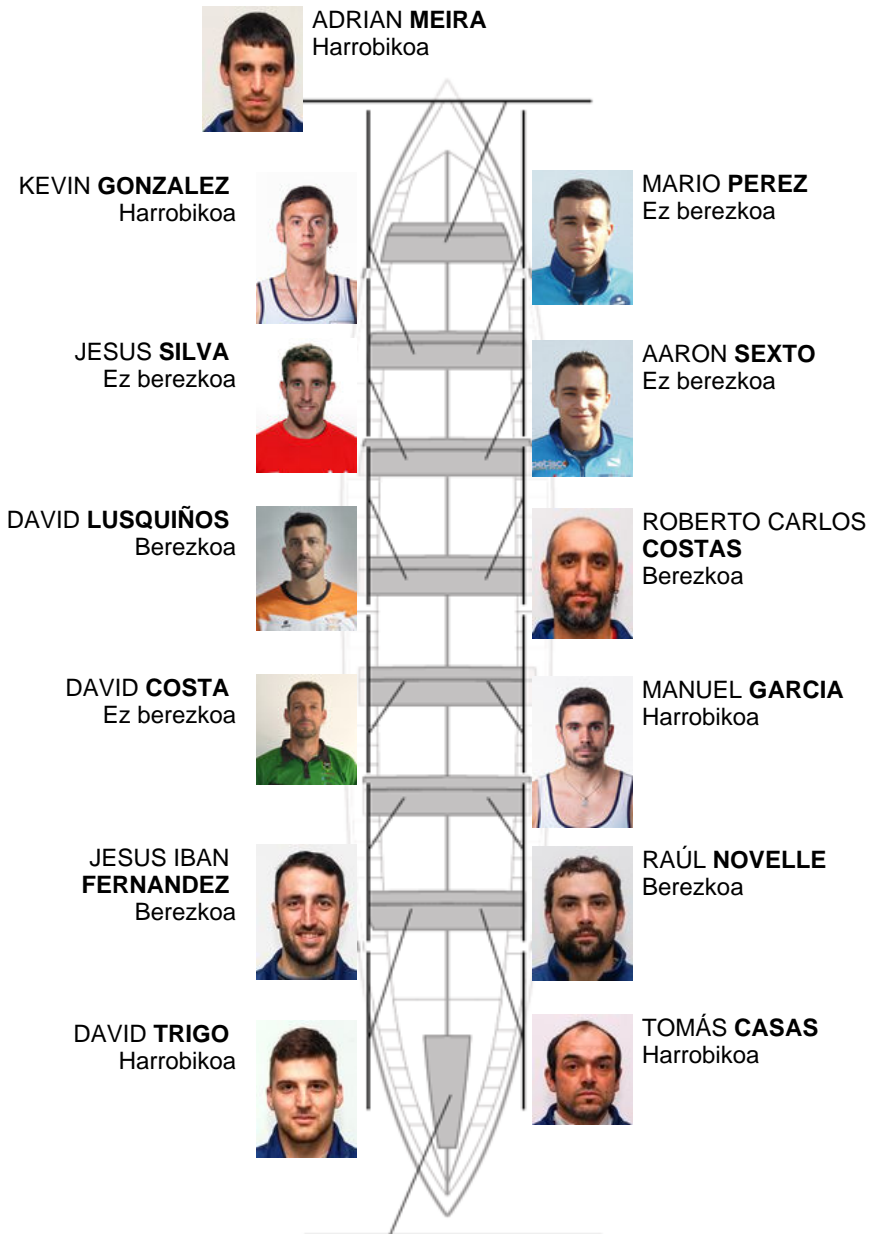 ADRIAN MEIRA
Harrobikoa
KEVIN GONZALEZ
Harrobikoa
MARIO PEREZ
Ez berezkoa
JESUS SILVA
Ez berezkoa
AARON SEXTO
Ez berezkoa
DAVID LUSQUIÑOS
Berezkoa
ROBERTO CARLOS
COSTAS
Berezkoa
DAVID COSTA
Ez berezkoa
MANUEL GARCIA
Harrobikoa
JESUS IBAN
FERNANDEZ
Berezkoa
RAÚL NOVELLE
Berezkoa
DAVID TRIGO
Harrobikoa
TOMÁS CASAS
Harrobikoa